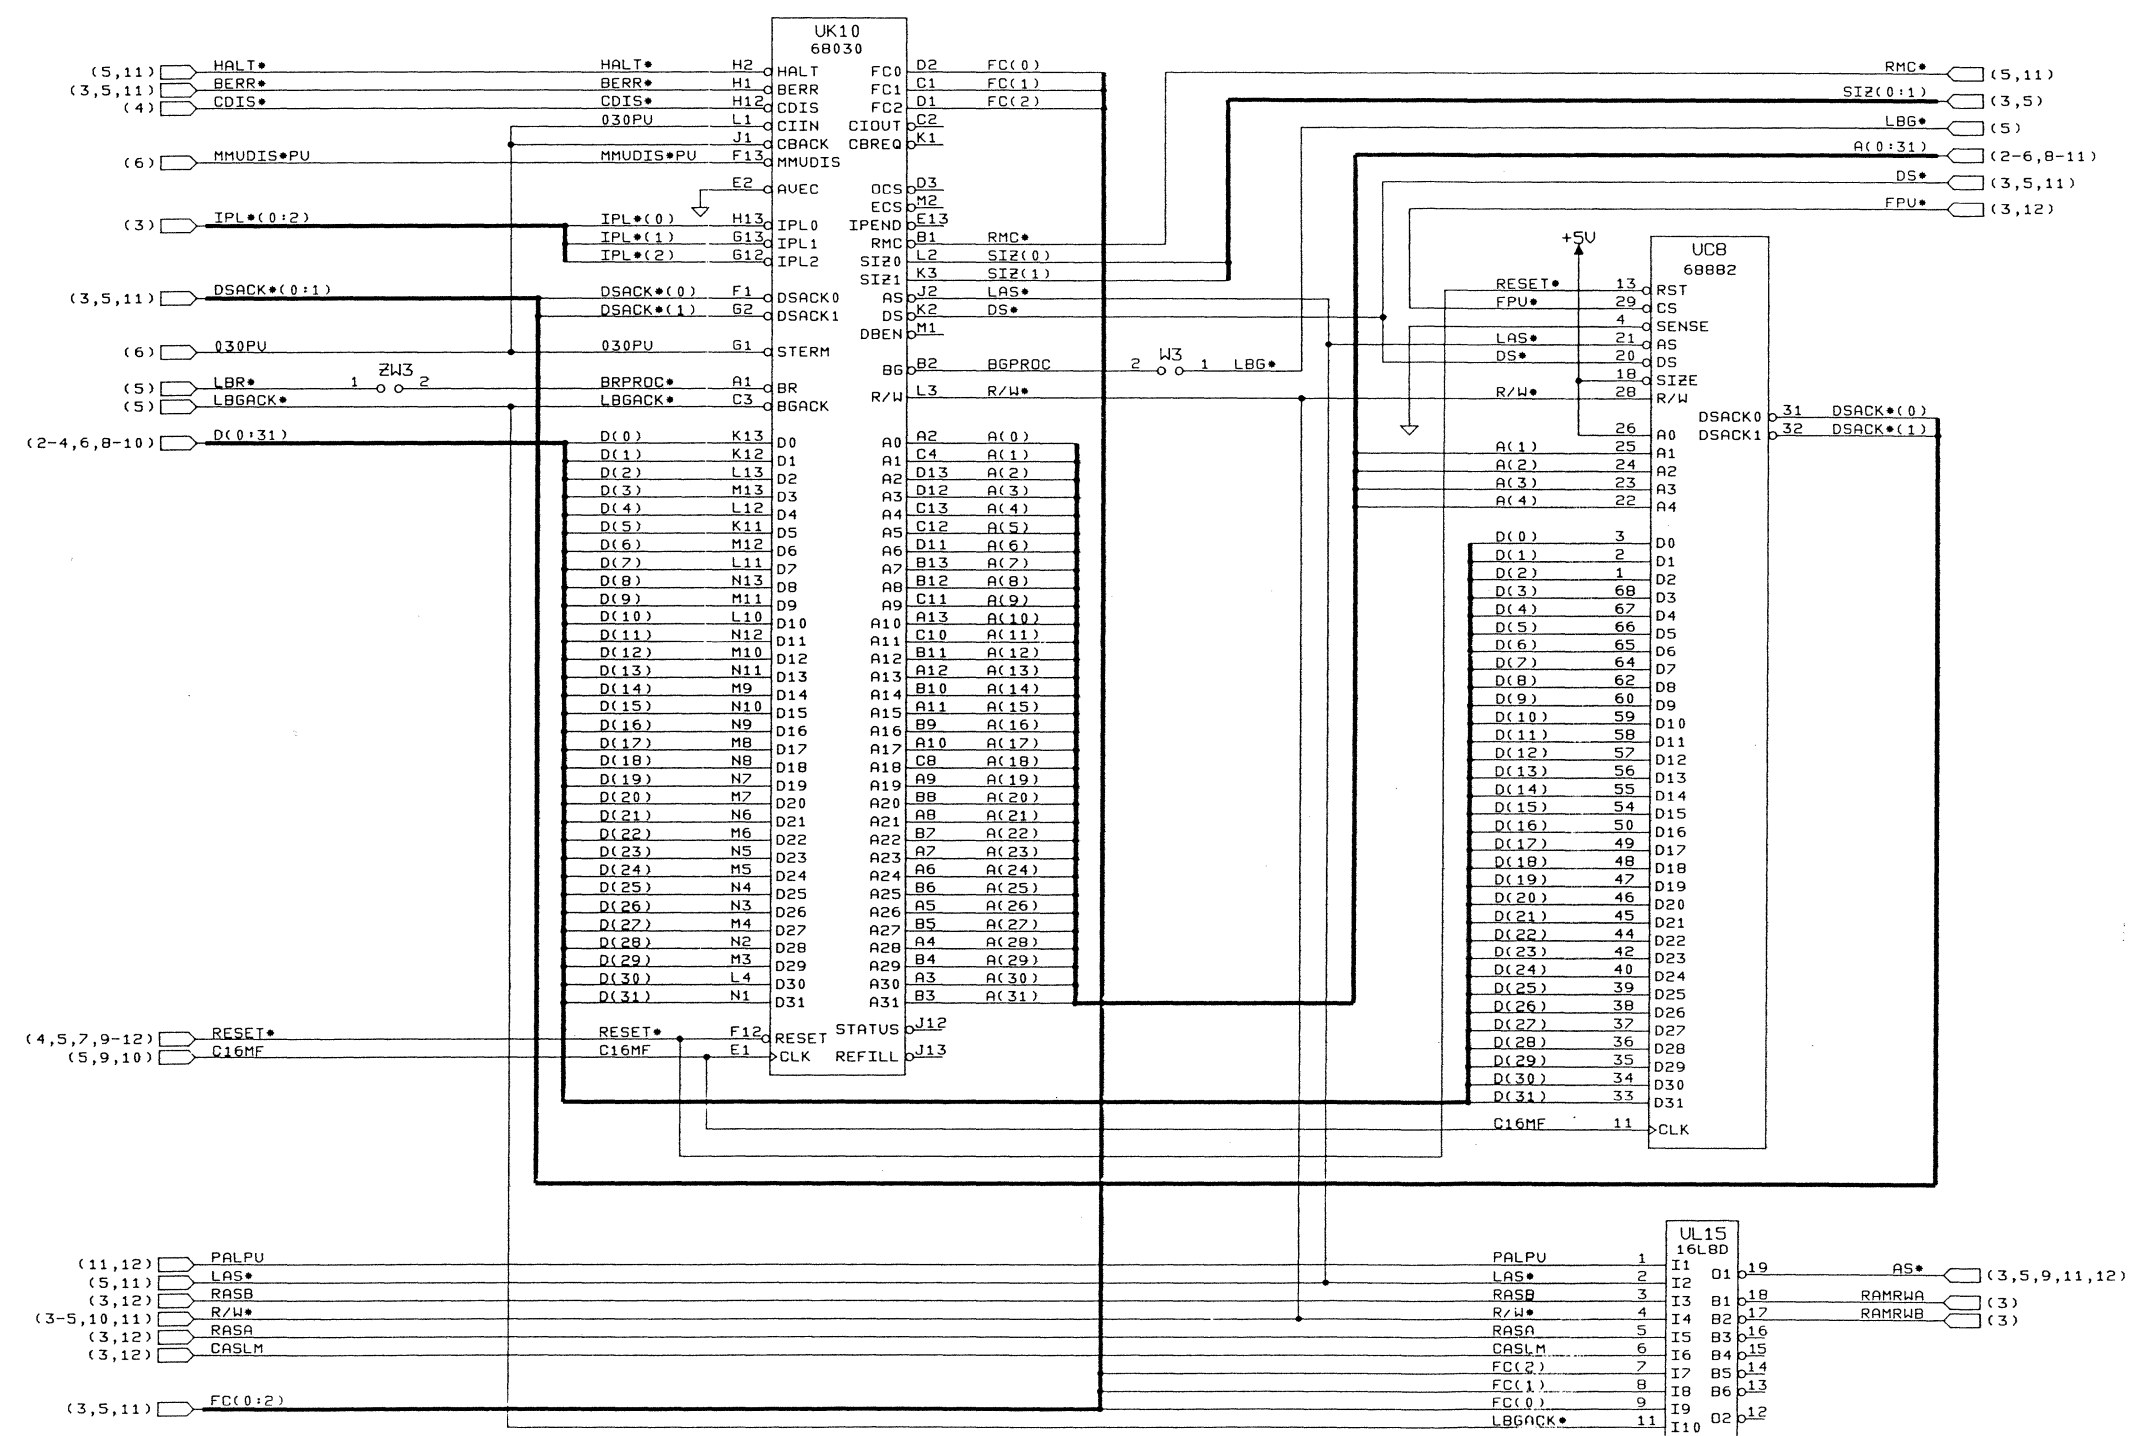 UK10
68030
(5,11) HALT* HALT* H2 HALT FC0 D2 FC(0) RMC* (5,11)
(3,5,11) BERR* BERR* H1 BERR FC1 C1 FC(1)
(4) CDIS* CDIS* H12 CDIS FC2 D1 FC(2) SIZ(0:1) (3,5)
030PU L1 CIIN CIOUT C2 LBG* (5)
J1 CBACK CBREQ K1
(6) MMUDIS*PU MMUDIS*PU F13 MMUDIS A(0:31) (2-6,8-11)
E2 AVEC OCS D3 DS* (3,5,11)
ECS M2 FPU* (3,12)
(3) IPL*(0:2) IPL*(0) H13 IPL0 IPEND E13
IPL*(1) G13 IPL1 RMC B1 RMC* +5V
IPL*(2) G12 IPL2 SIZ0 L2 SIZ(0)
SIZ1 K3 SIZ(1)
(3,5,11) DSACK*(0:1) DSACK*(0) F1 DSACK0 AS J2 LAS*
DSACK*(1) G2 DSACK1 DS K2 DS*
DBEN M1
(6) 030PU 030PU G1 STERM
BG B2 BGPROC 2 W3 1 LBG*
(5) LBR* 1 ZW3 2 BRPROC* A1 BR
(5) LBGACK* LBGACK* C3 BGACK R/W L3 R/W*
(2-4,6,8-10) D(0:31) D(0) K13 D0 A0 A2 A(0)
D(1) K12 D1 A1 C4 A(1)
D(2) L13 D2 A2 D13 A(2)
D(3) M13 D3 A3 D12 A(3)
D(4) L12 D4 A4 C13 A(4)
D(5) K11 D5 A5 C12 A(5)
D(6) M12 D6 A6 D11 A(6)
D(7) L11 D7 A7 B13 A(7)
D(8) N13 D8 A8 B12 A(8)
D(9) M11 D9 A9 C11 A(9)
D(10) L10 D10 A10 A13 A(10)
D(11) N12 D11 A11 C10 A(11)
D(12) M10 D12 A12 B11 A(12)
D(13) N11 D13 A13 A12 A(13)
D(14) M9 D14 A14 B10 A(14)
D(15) N10 D15 A15 A11 A(15)
D(16) N9 D16 A16 B9 A(16)
D(17) M8 D17 A17 A10 A(17)
D(18) N8 D18 A18 C8 A(18)
D(19) N7 D19 A19 A9 A(19)
D(20) M7 D20 A20 B8 A(20)
D(21) N6 D21 A21 A8 A(21)
D(22) M6 D22 A22 B7 A(22)
D(23) N5 D23 A23 A7 A(23)
D(24) M5 D24 A24 A6 A(24)
D(25) N4 D25 A25 B6 A(25)
D(26) N3 D26 A26 A5 A(26)
D(27) M4 D27 A27 B5 A(27)
D(28) N2 D28 A28 A4 A(28)
D(29) M3 D29 A29 B4 A(29)
D(30) L4 D30 A30 A3 A(30)
D(31) N1 D31 A31 B3 A(31)
(4,5,7,9-12) RESET* RESET* F12 RESET STATUS J12
(5,9,10) C16MF C16MF E1 CLK REFILL J13
UC8
68882
RESET* 13 RST
FPU* 29 CS
4 SENSE
LAS* 21 AS
DS* 20 DS
18 SIZE
R/W* 28 R/W
DSACK0 31 DSACK*(0)
26 A0 DSACK1 32 DSACK*(1)
A(1) 25 A1
A(2) 24 A2
A(3) 23 A3
A(4) 22 A4
D(0) 3 D0
D(1) 2 D1
D(2) 1 D2
D(3) 68 D3
D(4) 67 D4
D(5) 66 D5
D(6) 65 D6
D(7) 64 D7
D(8) 62 D8
D(9) 60 D9
D(10) 59 D10
D(11) 58 D11
D(12) 57 D12
D(13) 56 D13
D(14) 55 D14
D(15) 54 D15
D(16) 50 D16
D(17) 49 D17
D(18) 48 D18
D(19) 47 D19
D(20) 46 D20
D(21) 45 D21
D(22) 44 D22
D(23) 42 D23
D(24) 40 D24
D(25) 39 D25
D(26) 38 D26
D(27) 37 D27
D(28) 36 D28
D(29) 35 D29
D(30) 34 D30
D(31) 33 D31
C16MF 11 CLK
UL15
16L8D
(11,12) PALPU PALPU 1 I1
(5,11) LAS* LAS* 2 I2 O1 19 AS* (3,5,9,11,12)
(3,12) RASB RASB 3 I3 B1 18 RAMRWA (3)
(3-5,10,11) R/W* R/W* 4 I4 B2 17 RAMRWB (3)
(3,12) RASA RASA 5 I5 B3 16
(3,12) CASLM CASLM 6 I6 B4 15
FC(2) 7 I7 B5 14
FC(1) 8 I8 B6 13
(3,5,11) FC(0:2) FC(0) 9 I9
LBGACK* 11 I10 O2 12